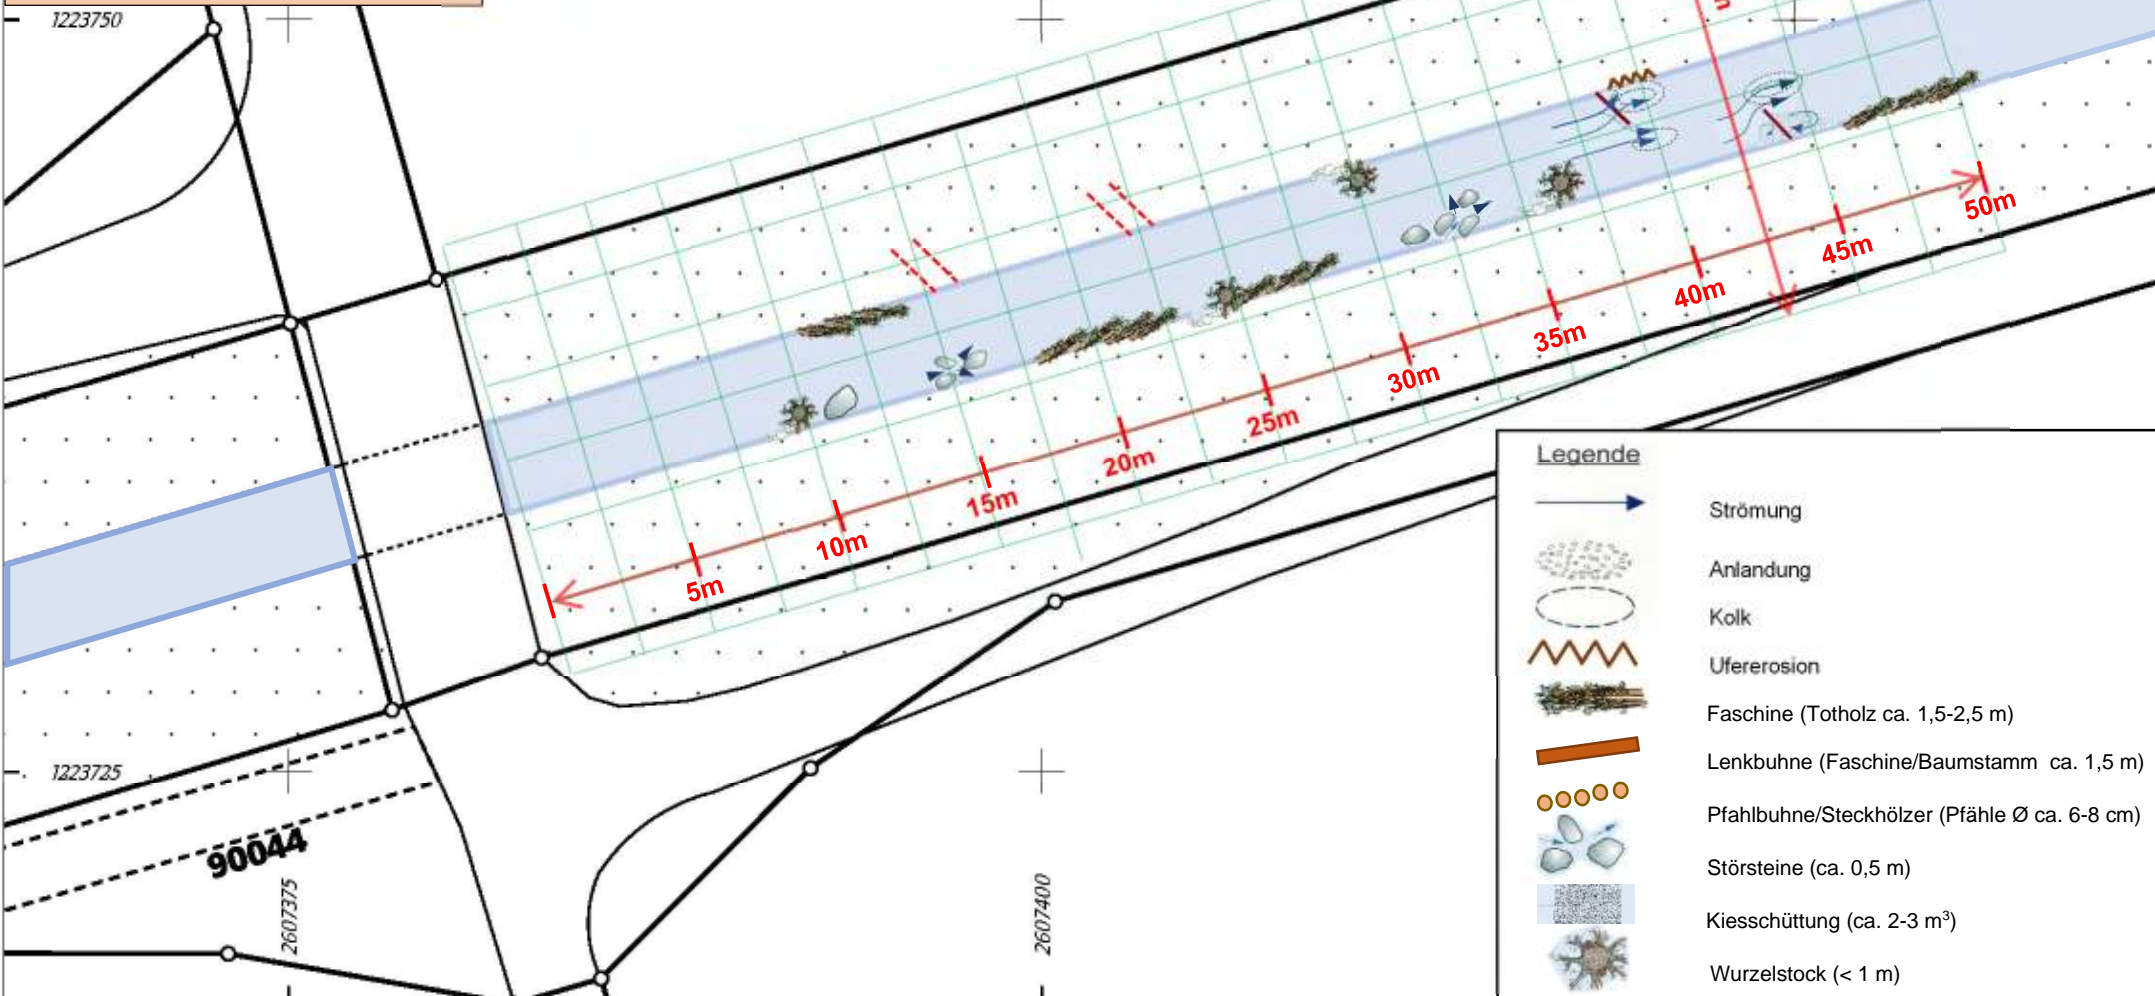 1223750
50m
45m
40m
35m
30m
25m
20m
15m
10m
5m
1223725
90044
2607375
2607400
Legende
Strömung
Anlandung
Kolk
Ufererosion
Faschine (Totholz ca. 1,5-2,5 m)
Lenkbuhne (Faschine/Baumstamm ca. 1,5 m)
Pfahlbuhne/Steckhölzer (Pfähle Ø ca. 6-8 cm)
Störsteine (ca. 0,5 m)
Kiesschüttung (ca. 2-3 m³)
Wurzelstock (< 1 m)